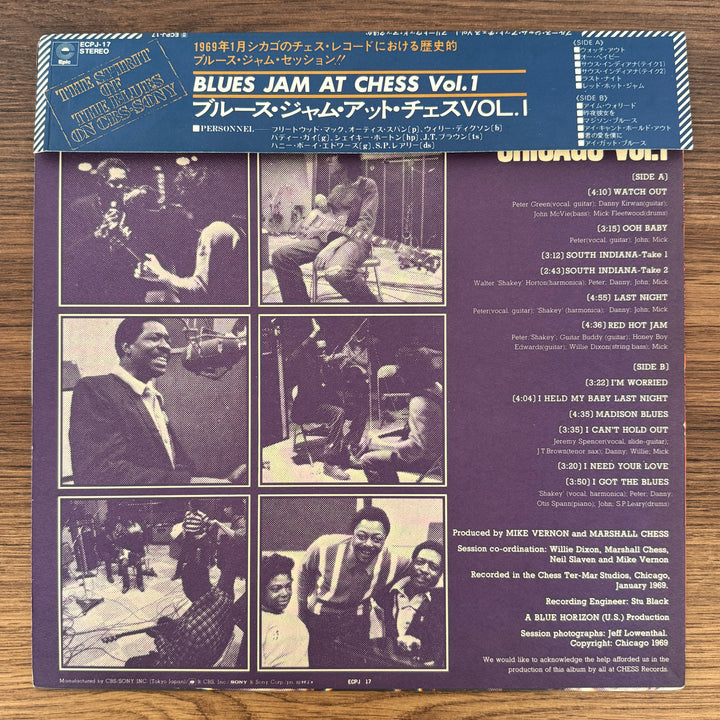 ECPJ-17
STEREO
Epic
THE SPIRIT
OF
THE BLUES
ON CBS·SONY
1969年1月シカゴのチェス・レコードにおける歴史的
ブルース・ジャム・セッション!!
BLUES JAM AT CHESS Vol.1
ブルース・ジャム・アット・チェスVOL.1
■PERSONNEL──フリートウット・マック、オーティス・スパン[p]、ウィリー・ディクソン[b]
バディー・ガイ[g]、シェイキー・ホートン[hp]、J.T.ブラウン[ts]
ハニー・ボーイ・エドワーズ[g]、S.P.レアリー[ds]
《SIDE A》
■ウォッチ・アウト
■オー・ベイビー
■サウス・インディアナ(テイク1)
■サウス・インディアナ(テイク2)
■ラスト・ナイト
■レッド・ホット・ジャム
《SIDE B》
■アイム・ウォリード
■昨夜彼女を
■マジソン・ブルース
■アイ・キャント・ホールド・アウト
■君の愛を僕に
■アイ・ガット・ブルース
CHICAGO Vol.1
[SIDE A]
[4:10] WATCH OUT
Peter Green(vocal, guitar); Danny Kirwan(guitar);
John McVie(bass); Mick Fleetwood(drums)
[3:15] OOH BABY
Peter(vocal, guitar); John; Mick
[3:12] SOUTH INDIANA-Take 1
[2:43] SOUTH INDIANA-Take 2
Walter 'Shakey' Horton(harmonica); Peter; Danny; John; Mick
[4:55] LAST NIGHT
Peter(vocal, guitar); 'Shakey' (harmonica); Danny; John; Mick
[4:36] RED HOT JAM
Peter; 'Shakey'; Guitar Buddy (guitar); Honey Boy
Edwards(guitar); Willie Dixon(string bass); Mick
[SIDE B]
[3:22] I'M WORRIED
[4:04] I HELD MY BABY LAST NIGHT
[4:35] MADISON BLUES
[3:35] I CAN'T HOLD OUT
Jeremy Spencer(vocal, slide-guitar);
J T Brown(tenor sax); Danny; Willie; Mick
[3:20] I NEED YOUR LOVE
[3:50] I GOT THE BLUES
'Shakey' (vocal, harmonica); Peter; Danny;
Otis Spann(piano); John; S.P.Leary(drums)
Produced by MIKE VERNON and MARSHALL CHESS
Session co-ordination: Willie Dixon, Marshall Chess,
Neil Slaven and Mike Vernon
Recorded in the Chess Ter-Mar Studios, Chicago,
January 1969.
Recording Engineer: Stu Black
A BLUE HORIZON (U.S.) Production
Session photographs: Jeff Lowenthal.
Copyright: Chicago 1969
We would like to acknowledge the help afforded us in the
production of this album by all at CHESS Records.
Manufactured by CBS/SONY INC. (Tokyo Japan)/
& CBS. Inc./SONY & Sony Corp./
ECPJ 17